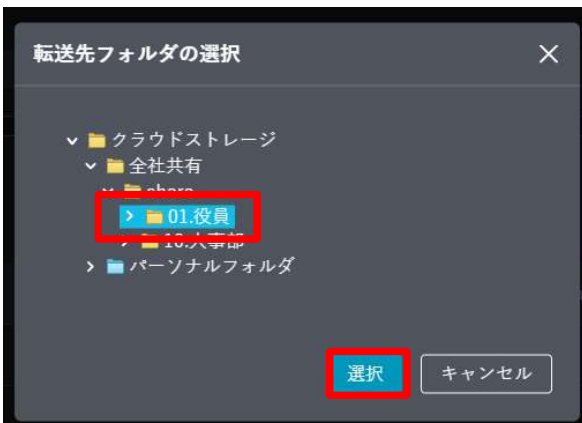 転送先フォルダの選択
クラウドストレージ
全社共有
01.役員
パーソナルフォルダ
選択 キャンセル